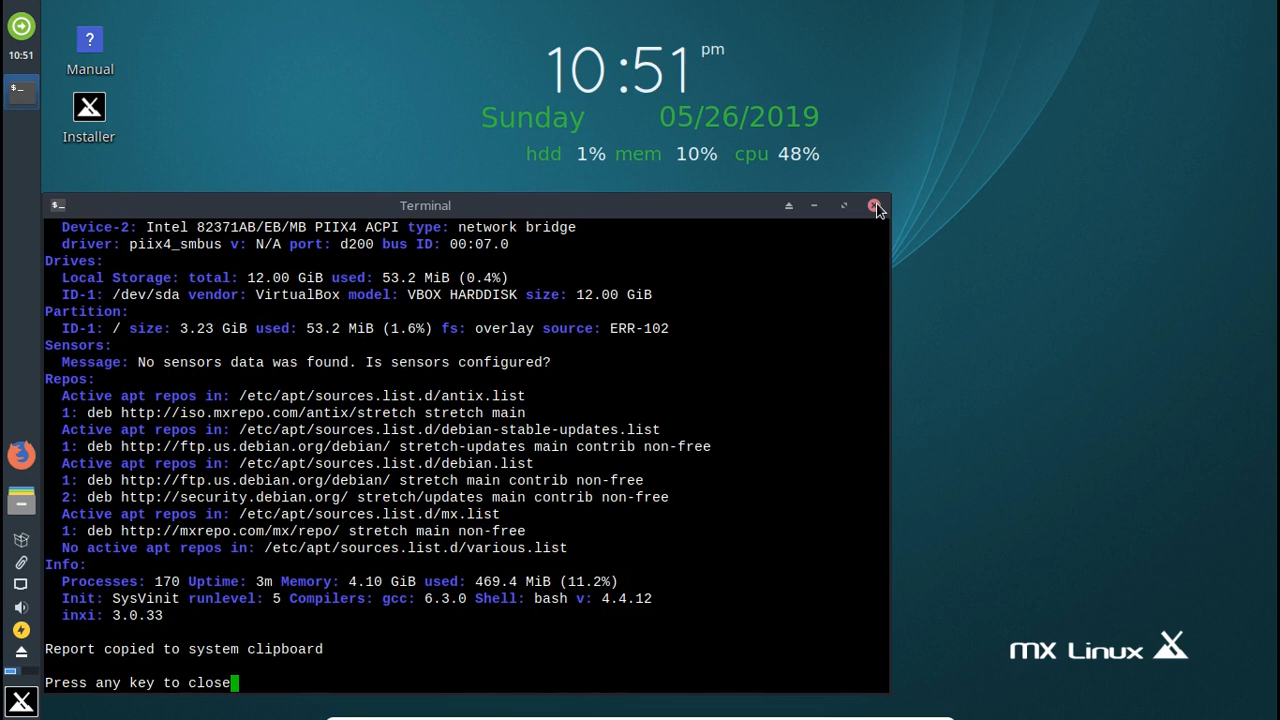 10:51
$_
?
Manual
Installer
10:51 pm
Sunday 05/26/2019
hdd 1% mem 10% cpu 48%
$_ Terminal
Device-2: Intel 82371AB/EB/MB PIIX4 ACPI type: network bridge
driver: piix4_smbus v: N/A port: d200 bus ID: 00:07.0
Drives:
Local Storage: total: 12.00 GiB used: 53.2 MiB (0.4%)
ID-1: /dev/sda vendor: VirtualBox model: VBOX HARDDISK size: 12.00 GiB
Partition:
ID-1: / size: 3.23 GiB used: 53.2 MiB (1.6%) fs: overlay source: ERR-102
Sensors:
Message: No sensors data was found. Is sensors configured?
Repos:
Active apt repos in: /etc/apt/sources.list.d/antix.list
1: deb http://iso.mxrepo.com/antix/stretch stretch main
Active apt repos in: /etc/apt/sources.list.d/debian-stable-updates.list
1: deb http://ftp.us.debian.org/debian/ stretch-updates main contrib non-free
Active apt repos in: /etc/apt/sources.list.d/debian.list
1: deb http://ftp.us.debian.org/debian/ stretch main contrib non-free
2: deb http://security.debian.org/ stretch/updates main contrib non-free
Active apt repos in: /etc/apt/sources.list.d/mx.list
1: deb http://mxrepo.com/mx/repo/ stretch main non-free
No active apt repos in: /etc/apt/sources.list.d/various.list
Info:
Processes: 170 Uptime: 3m Memory: 4.10 GiB used: 469.4 MiB (11.2%)
Init: SysVinit runlevel: 5 Compilers: gcc: 6.3.0 Shell: bash v: 4.4.12
inxi: 3.0.33
Report copied to system clipboard
Press any key to close
MX Linux